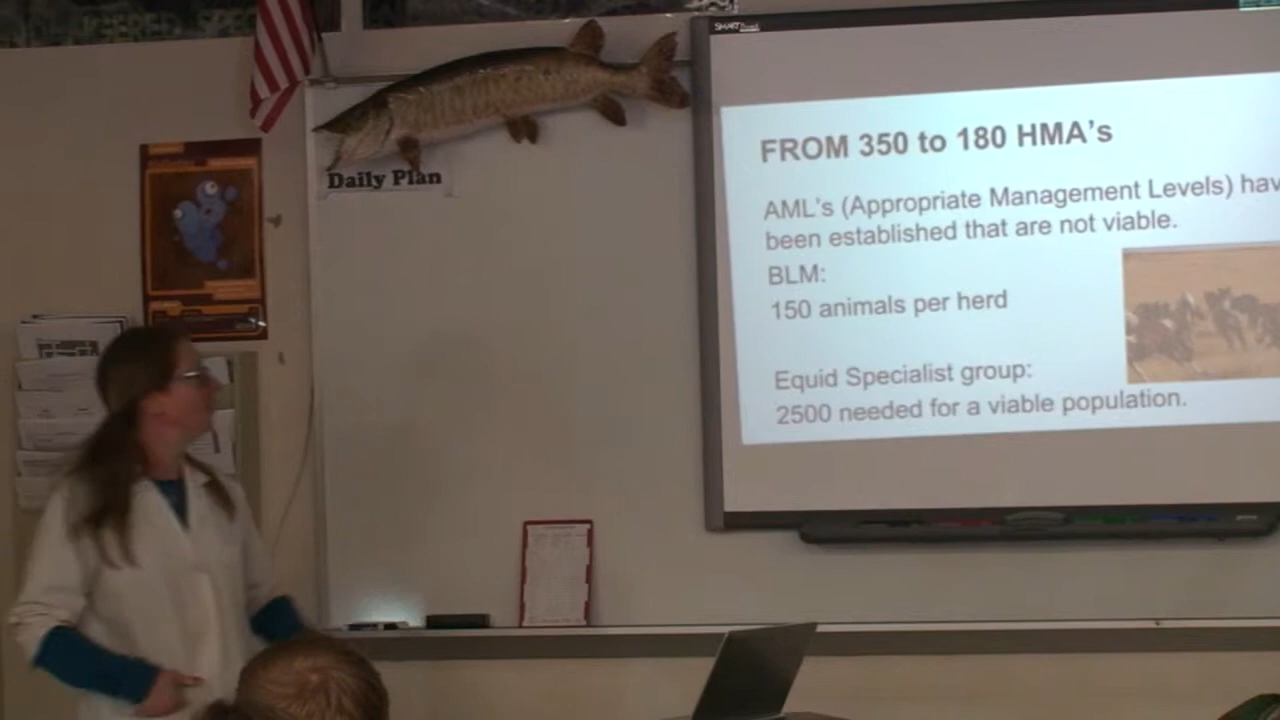 SMART
Daily Plan
FROM 350 to 180 HMA's
AML's (Appropriate Management Levels) hav
been established that are not viable.
BLM:
150 animals per herd
Equid Specialist group:
2500 needed for a viable population.